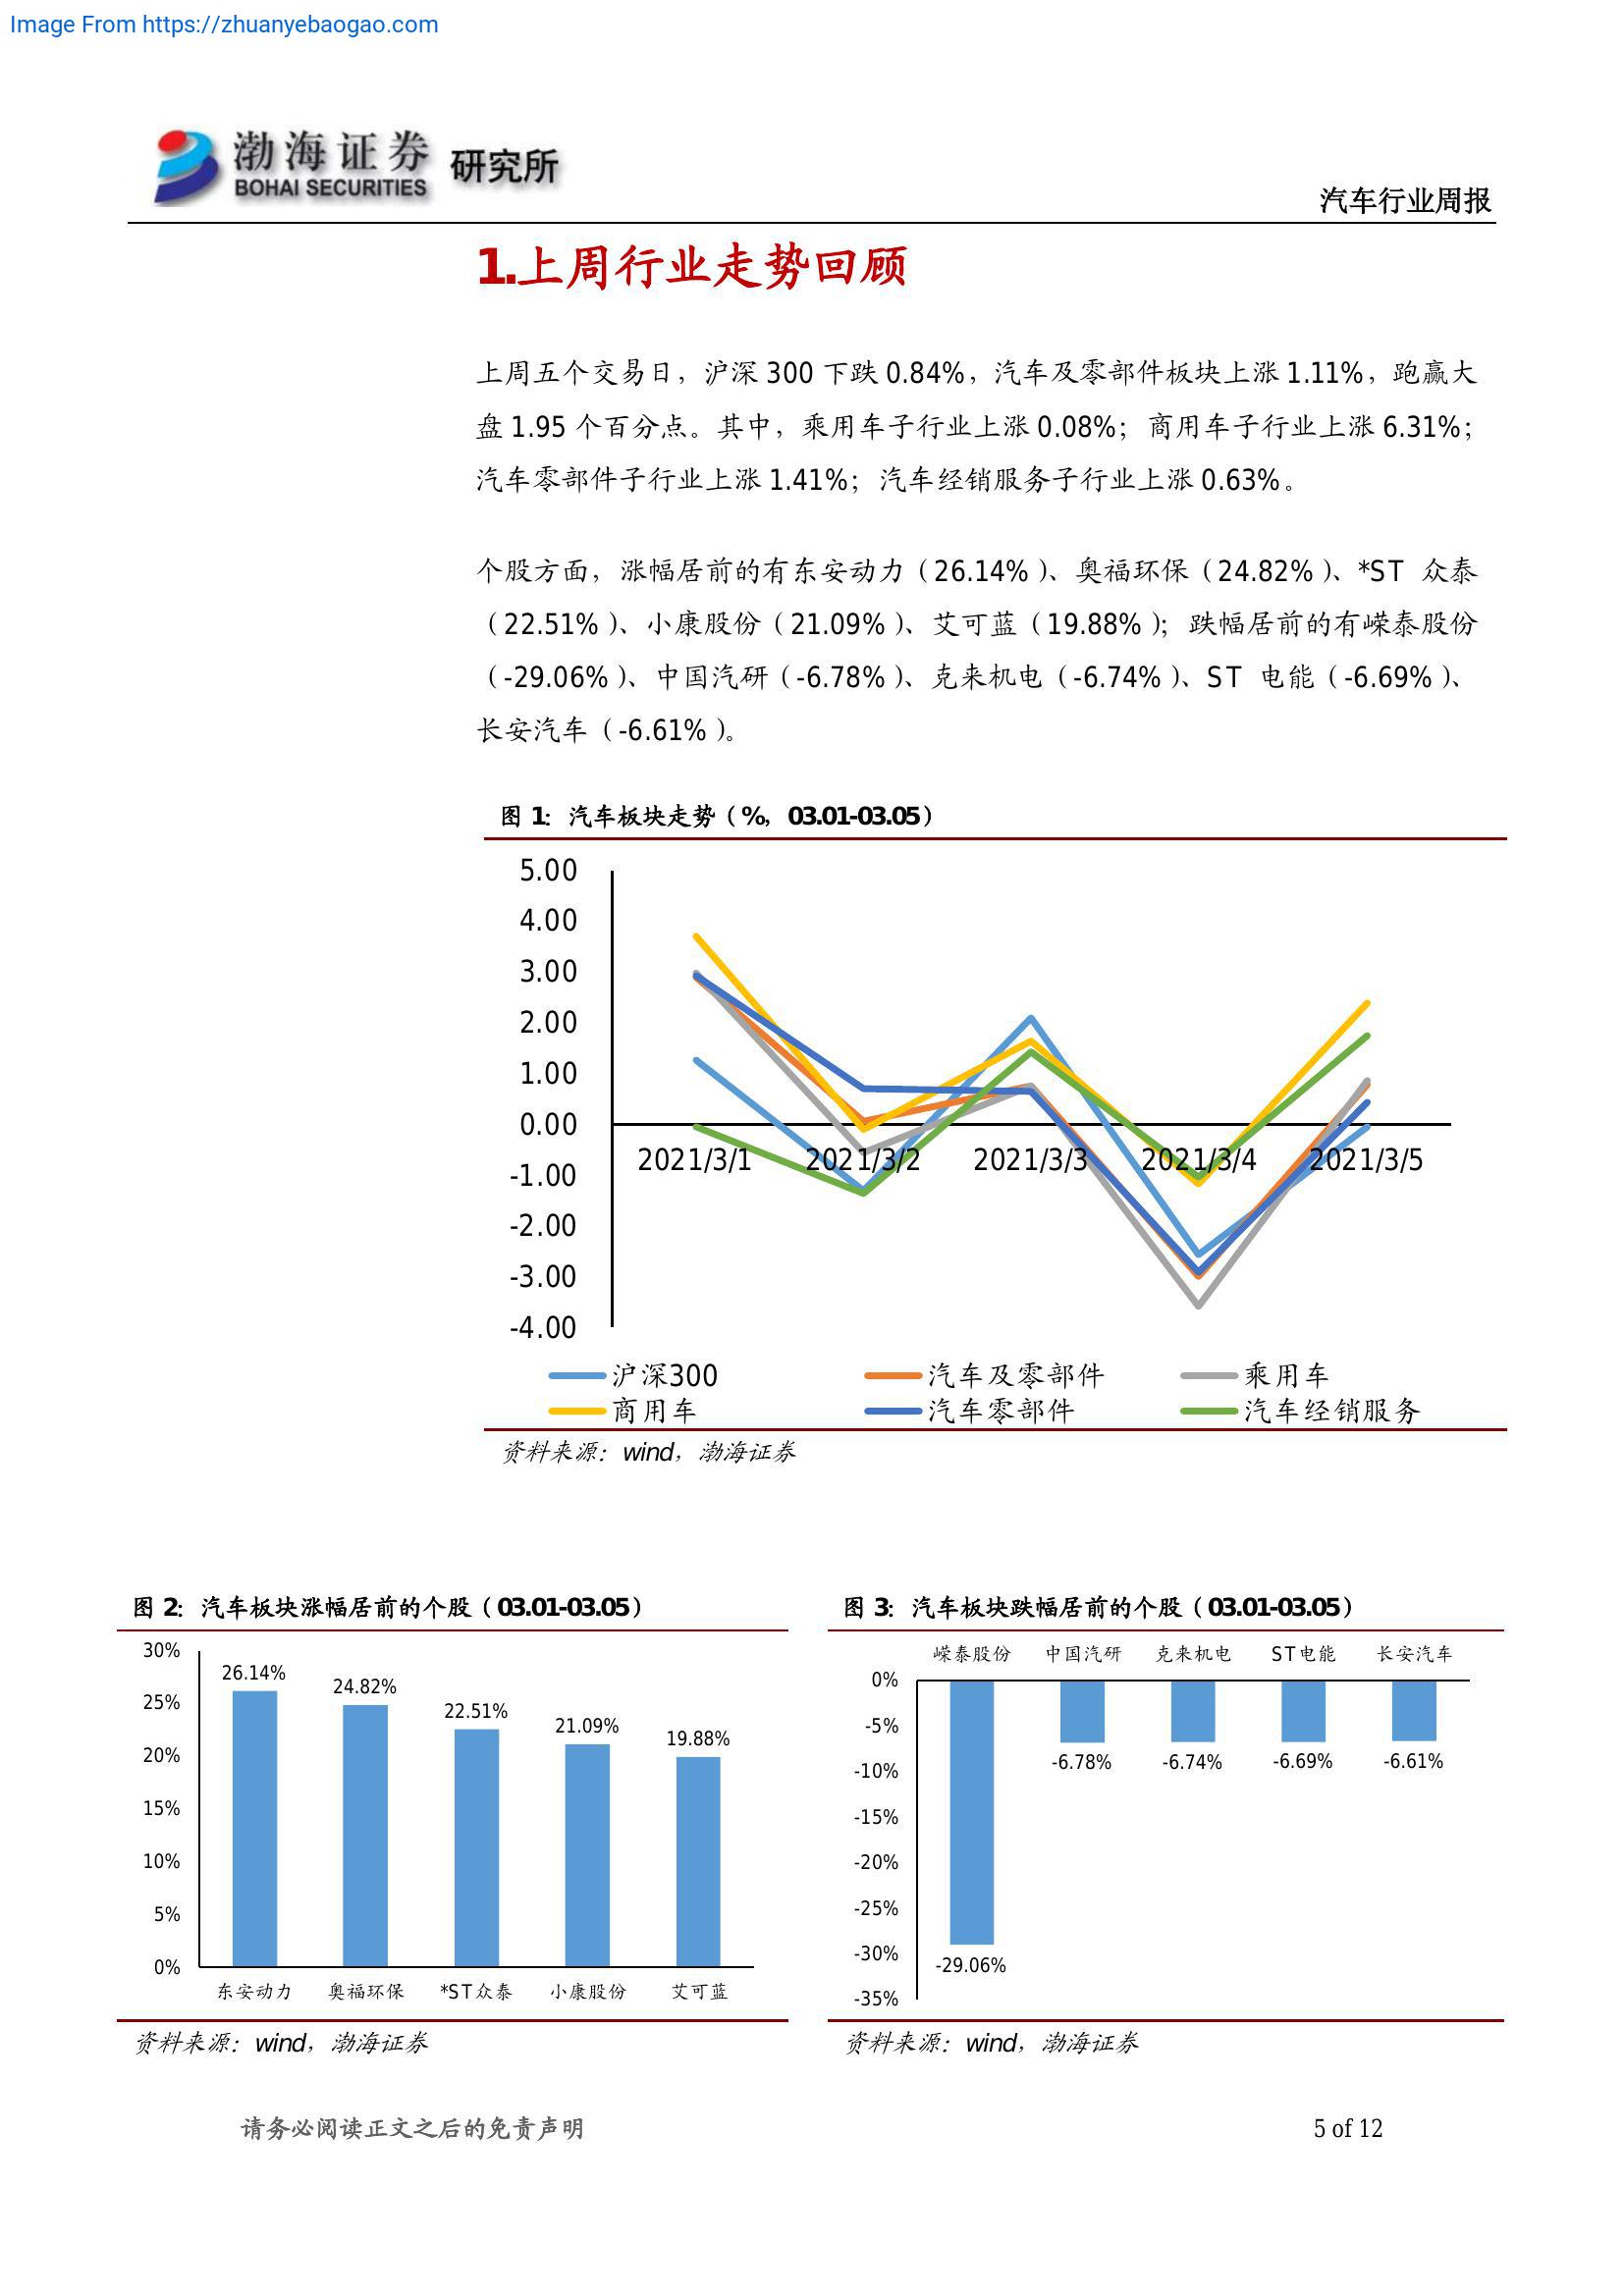 Image From https://zhuanyebaogao.com
渤海证券 研究所
BOHAI SECURITIES
汽车行业周报
1.上周行业走势回顾
上周五个交易日，沪深 300 下跌 0.84%，汽车及零部件板块上涨 1.11%，跑赢大
盘 1.95 个百分点。其中，乘用车子行业上涨 0.08%；商用车子行业上涨 6.31%；
汽车零部件子行业上涨 1.41%；汽车经销服务子行业上涨 0.63%。
个股方面，涨幅居前的有东安动力（26.14%）、奥福环保（24.82%）、*ST 众泰
（22.51%）、小康股份（21.09%）、艾可蓝（19.88%）；跌幅居前的有嵘泰股份
（-29.06%）、中国汽研（-6.78%）、克来机电（-6.74%）、ST 电能（-6.69%）、
长安汽车（-6.61%）。
图 1：汽车板块走势（%，03.01-03.05）
5.00
4.00
3.00
2.00
1.00
0.00
-1.00
-2.00
-3.00
-4.00
2021/3/1 2021/3/2 2021/3/3 2021/3/4 2021/3/5
沪深300 汽车及零部件 乘用车
商用车 汽车零部件 汽车经销服务
资料来源：wind，渤海证券
图 2：汽车板块涨幅居前的个股（03.01-03.05）
30%
25%
20%
15%
10%
5%
0%
26.14% 24.82% 22.51% 21.09% 19.88%
东安动力 奥福环保 *ST众泰 小康股份 艾可蓝
资料来源：wind，渤海证券
图 3：汽车板块跌幅居前的个股（03.01-03.05）
嵘泰股份 中国汽研 克来机电 ST电能 长安汽车
0%
-5%
-10%
-15%
-20%
-25%
-30%
-35%
-29.06% -6.78% -6.74% -6.69% -6.61%
资料来源：wind，渤海证券
请务必阅读正文之后的免责声明
5 of 12